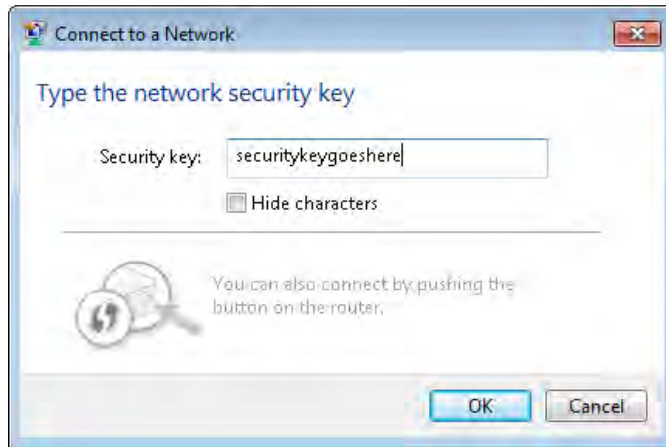 Connect to a Network
Type the network security key
Security key: securitykeygoeshere
Hide characters
You can also connect by pushing the
button on the router.
OK Cancel